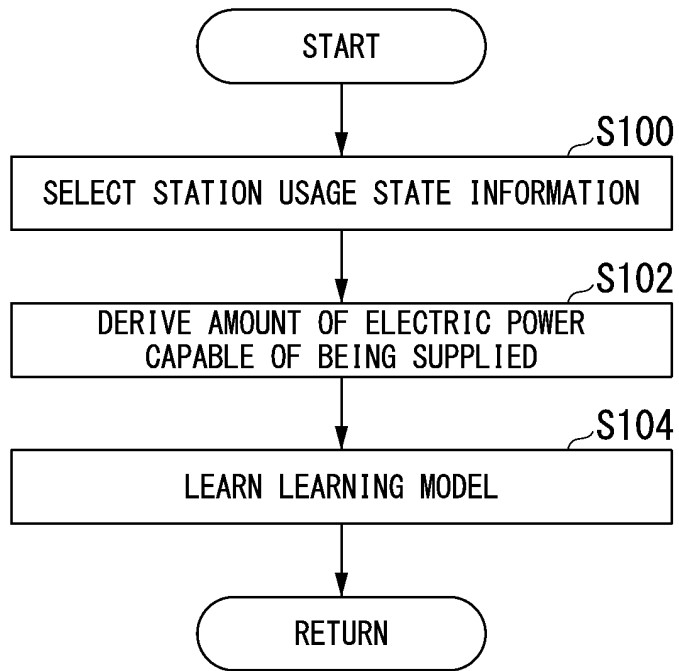 START
S100
SELECT STATION USAGE STATE INFORMATION
S102
DERIVE AMOUNT OF ELECTRIC POWER
CAPABLE OF BEING SUPPLIED
S104
LEARN LEARNING MODEL
RETURN